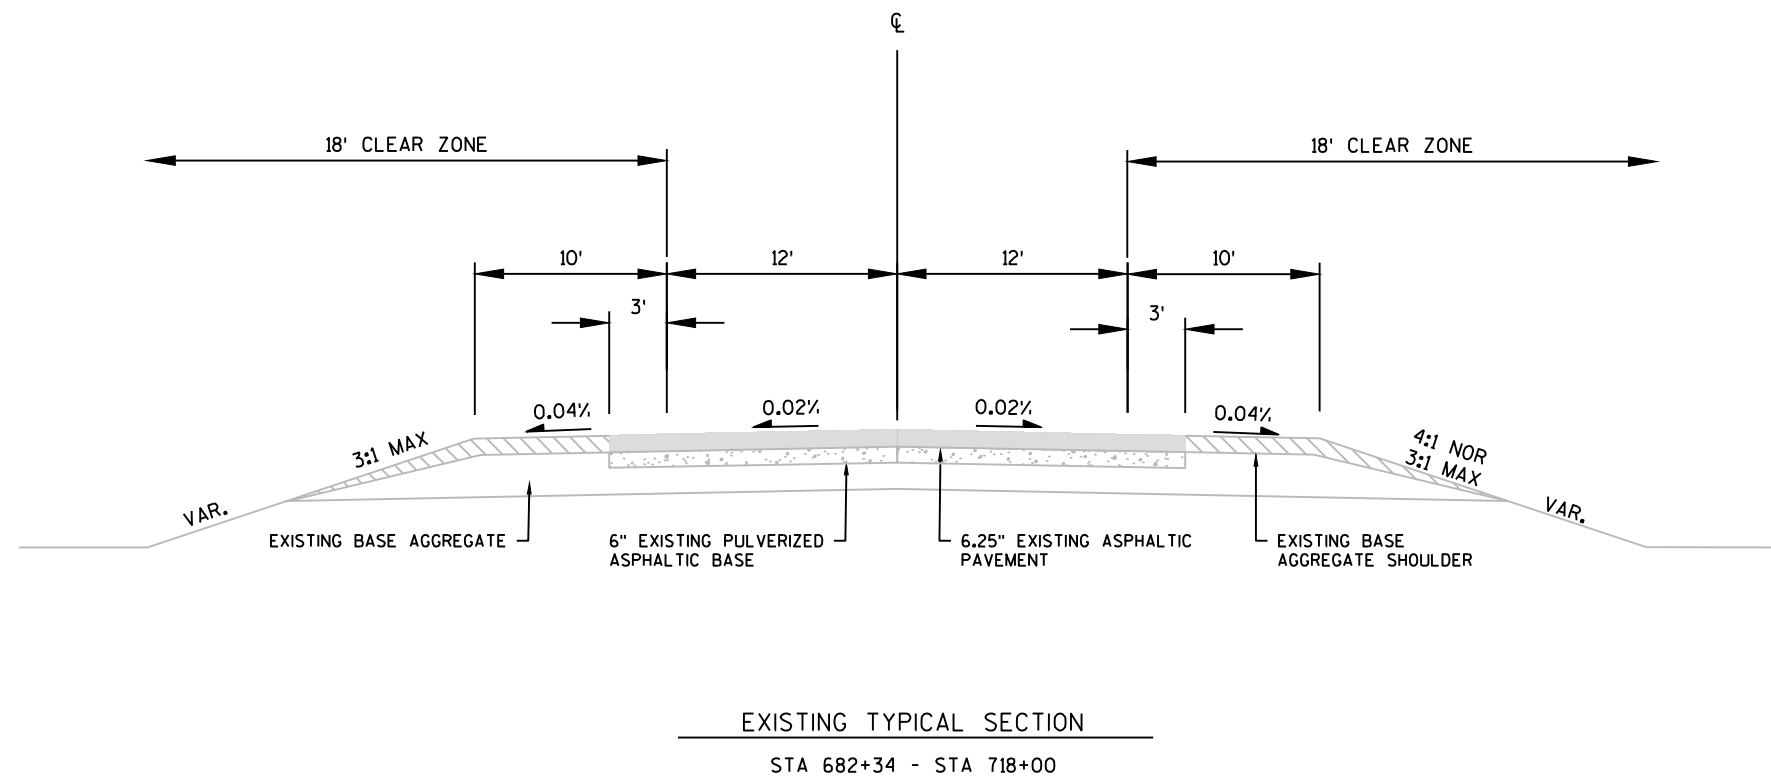 ℄
18' CLEAR ZONE
18' CLEAR ZONE
10'
12'
12'
10'
3'
3'
0.04%
0.02%
0.02%
0.04%
3:1 MAX
4:1 NOR
3:1 MAX
VAR.
VAR.
EXISTING BASE AGGREGATE
6" EXISTING PULVERIZED
ASPHALTIC BASE
6.25" EXISTING ASPHALTIC
PAVEMENT
EXISTING BASE
AGGREGATE SHOULDER
EXISTING TYPICAL SECTION
STA 682+34 - STA 718+00